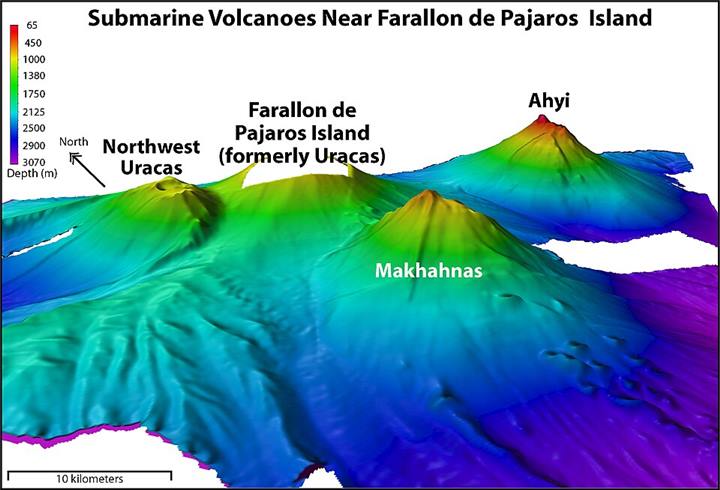 Submarine Volcanoes Near Farallon de Pajaros Island
65
450
1000
1380
1750
2125
2500
2900
3070
Depth (m)
North
Northwest
Uracas
Farallon de
Pajaros Island
(formerly Uracas)
Ahyi
Makhahnas
10 kilometers